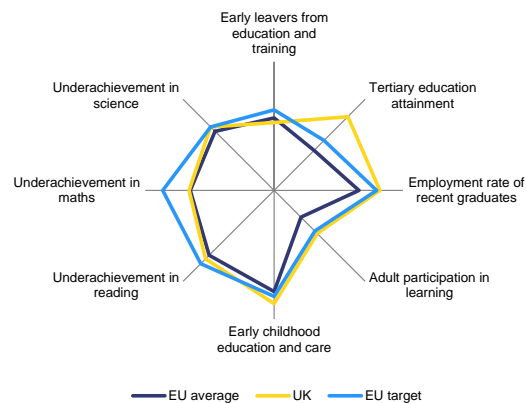 Early leavers from
education and
training
Underachievement in
science
Tertiary education
attainment
Underachievement in
maths
Employment rate of
recent graduates
Underachievement in
reading
Adult participation in
learning
Early childhood
education and care
EU average
UK
EU target